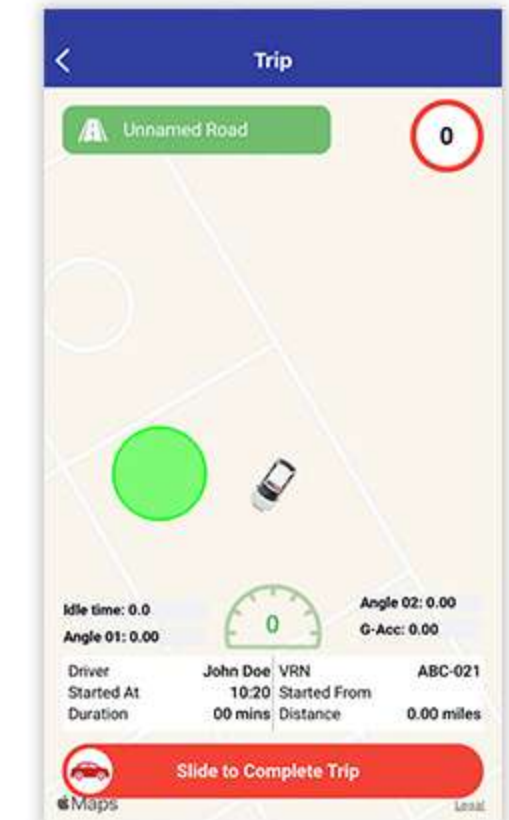 Trip
Unnamed Road
0
Idle time: 0.0
Angle 01: 0.00
0
Angle 02: 0.00
G-Acc: 0.00
Driver John Doe VRN ABC-021
Started At 10:20 Started From
Duration 00 mins Distance 0.00 miles
Slide to Complete Trip
Maps
Legal